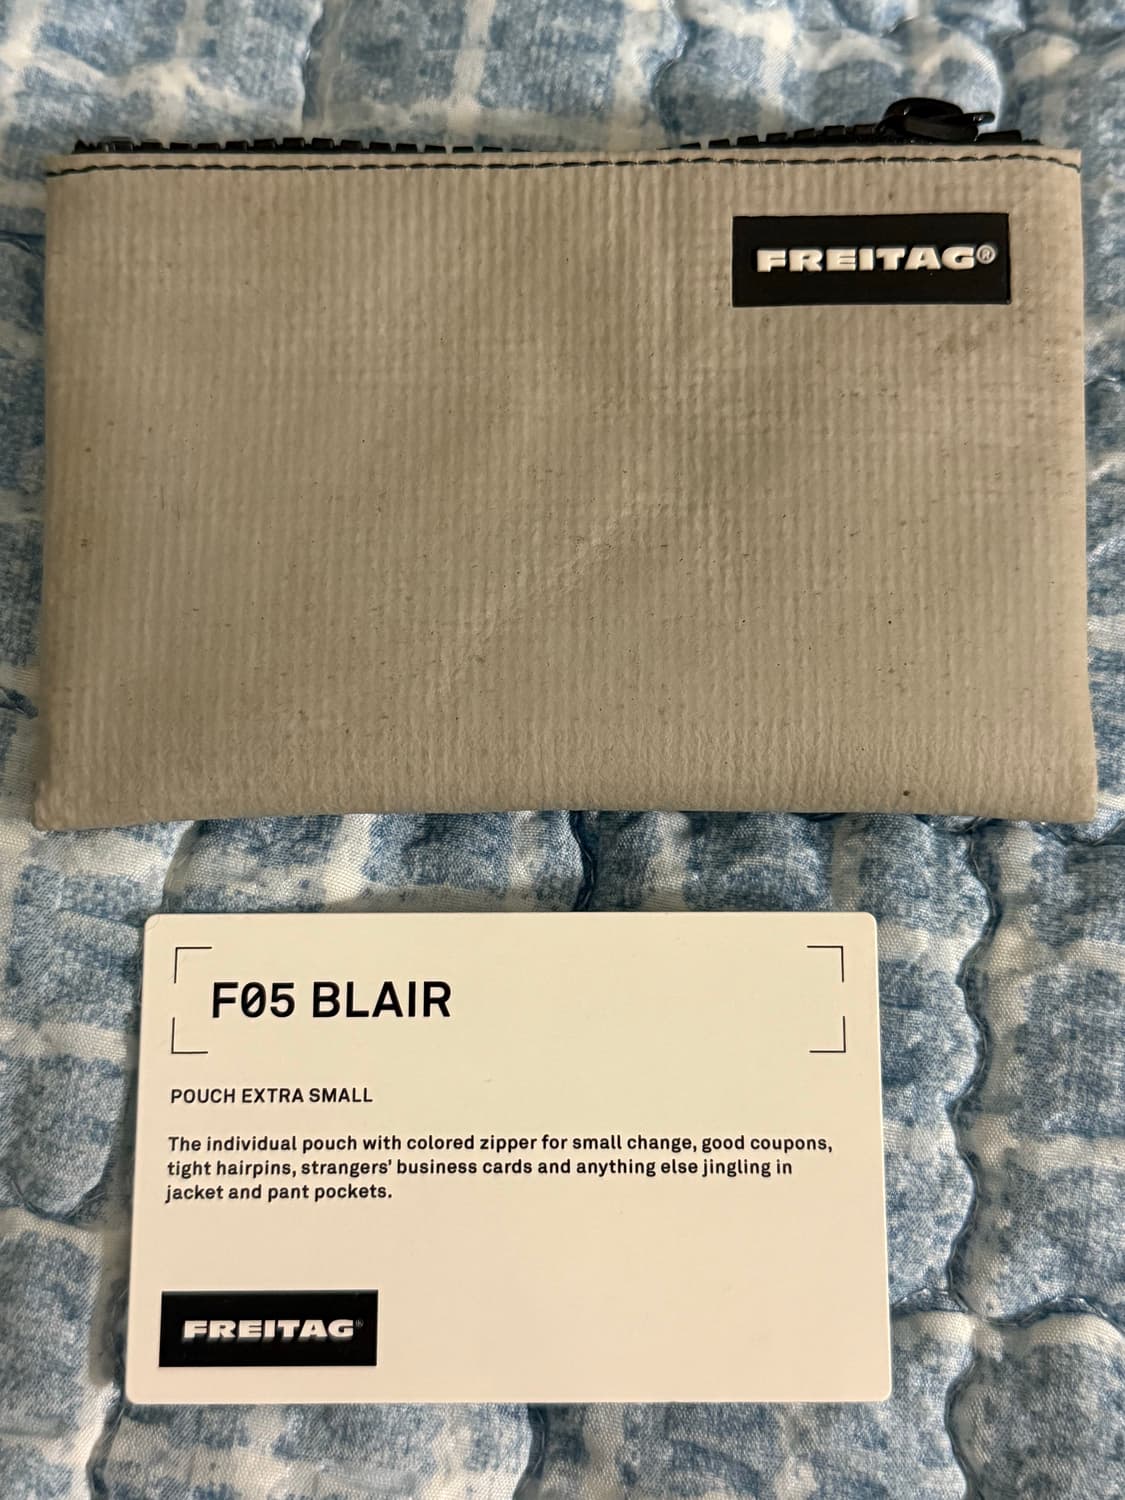 FREITAG®
F05 BLAIR
POUCH EXTRA SMALL
The individual pouch with colored zipper for small change, good coupons,
tight hairpins, strangers' business cards and anything else jingling in
jacket and pant pockets.
FREITAG®